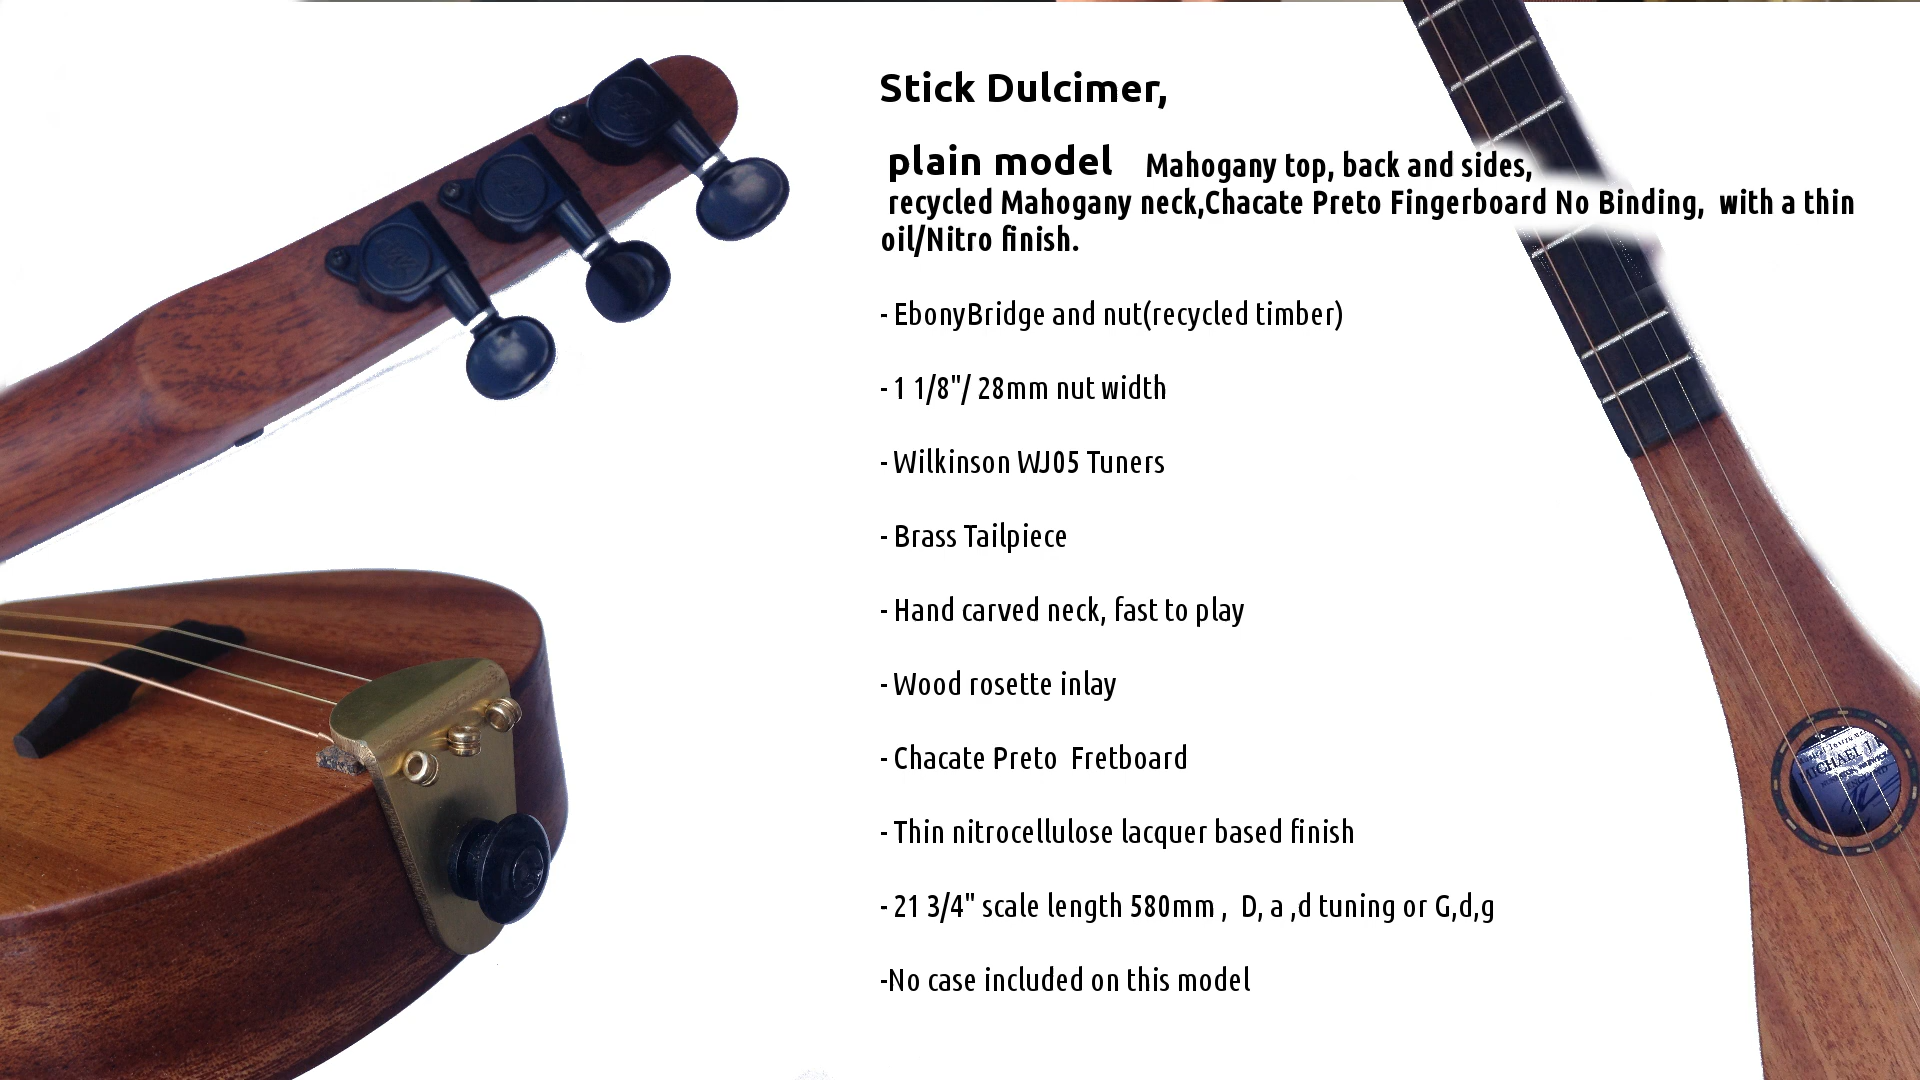 Stick Dulcimer,
plain model Mahogany top, back and sides,
recycled Mahogany neck,Chacate Preto Fingerboard No Binding, with a thin
oil/Nitro finish.
- EbonyBridge and nut(recycled timber)
- 1 1/8"/ 28mm nut width
- Wilkinson WJ05 Tuners
- Brass Tailpiece
- Hand carved neck, fast to play
- Wood rosette inlay
- Chacate Preto Fretboard
- Thin nitrocellulose lacquer based finish
- 21 3/4" scale length 580mm , D, a ,d tuning or G,d,g
-No case included on this model
MICHAEL J